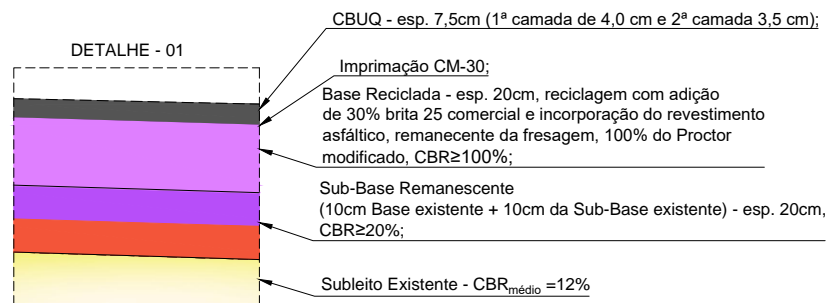 CBUQ - esp. 7,5cm (1ª camada de 4,0 cm e 2ª camada 3,5 cm);
DETALHE - 01
Imprimação CM-30;
Base Reciclada - esp. 20cm, reciclagem com adição
de 30% brita 25 comercial e incorporação do revestimento
asfáltico, remanecente da fresagem, 100% do Proctor
modificado, CBR≥100%;
Sub-Base Remanescente
(10cm Base existente + 10cm da Sub-Base existente) - esp. 20cm,
CBR≥20%;
Subleito Existente - CBRmédio =12%